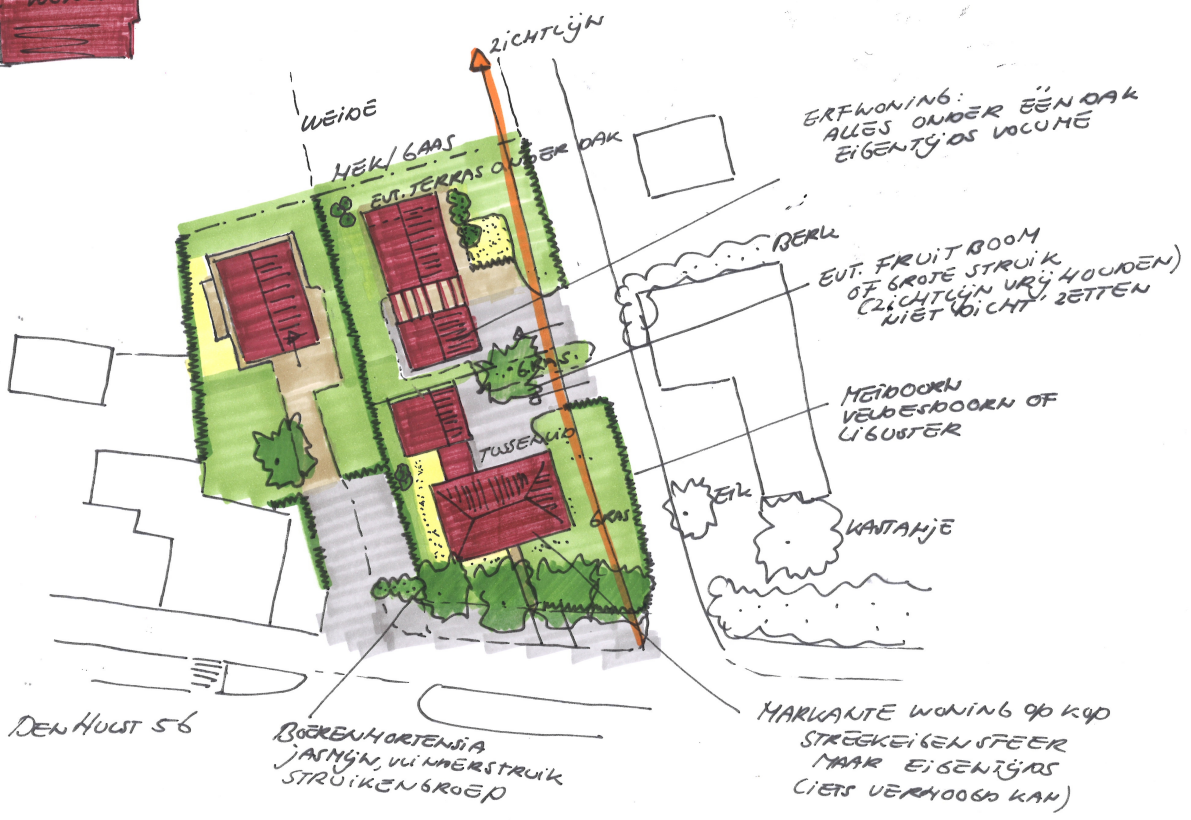 ZICHTLIJN
WEIDE
HEK/GAAS
EVT. TERRAS ONDER DAK
ERFWONING:
ALLES ONDER ÉÉN DAK
EIGENTIJDS VOLUME
BERK
EVT. FRUITBOOM
OF GROTE STRUIK
(ZICHTLIJN VRIJ HOUDEN)
NIET 'DICHT' ZETTEN
GRAS.
MEIDOORN
VELDESDOORN OF
LIGUSTER
TUSSENLID
GRAS
EIK
KASTANJE
DEN HULST 56
BOERENHORTENSIA
JASMIJN, VLINDERSTRUIK
STRUIKENGROEP
MARKANTE WONING OP KOP
STREEKEIGEN SFEER
MAAR EIGENTIJDS
(IETS VERHOOGD KAN)